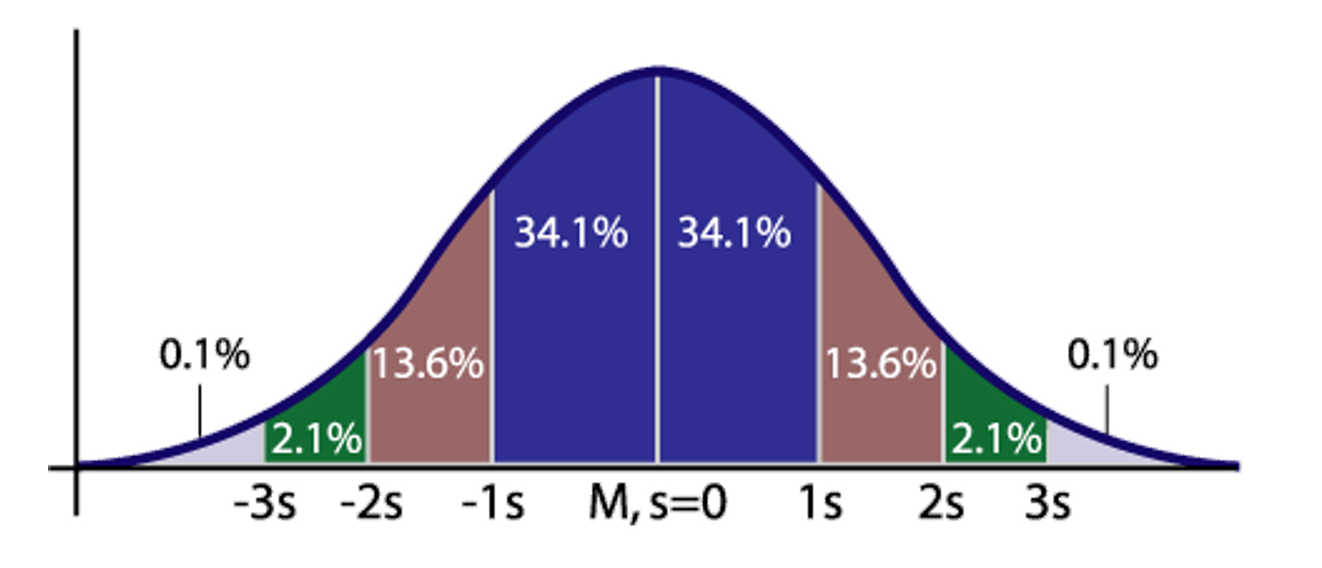 34.1% 34.1%
0.1% 13.6% 13.6% 0.1%
2.1% 2.1%
-3s -2s -1s M, s=0 1s 2s 3s